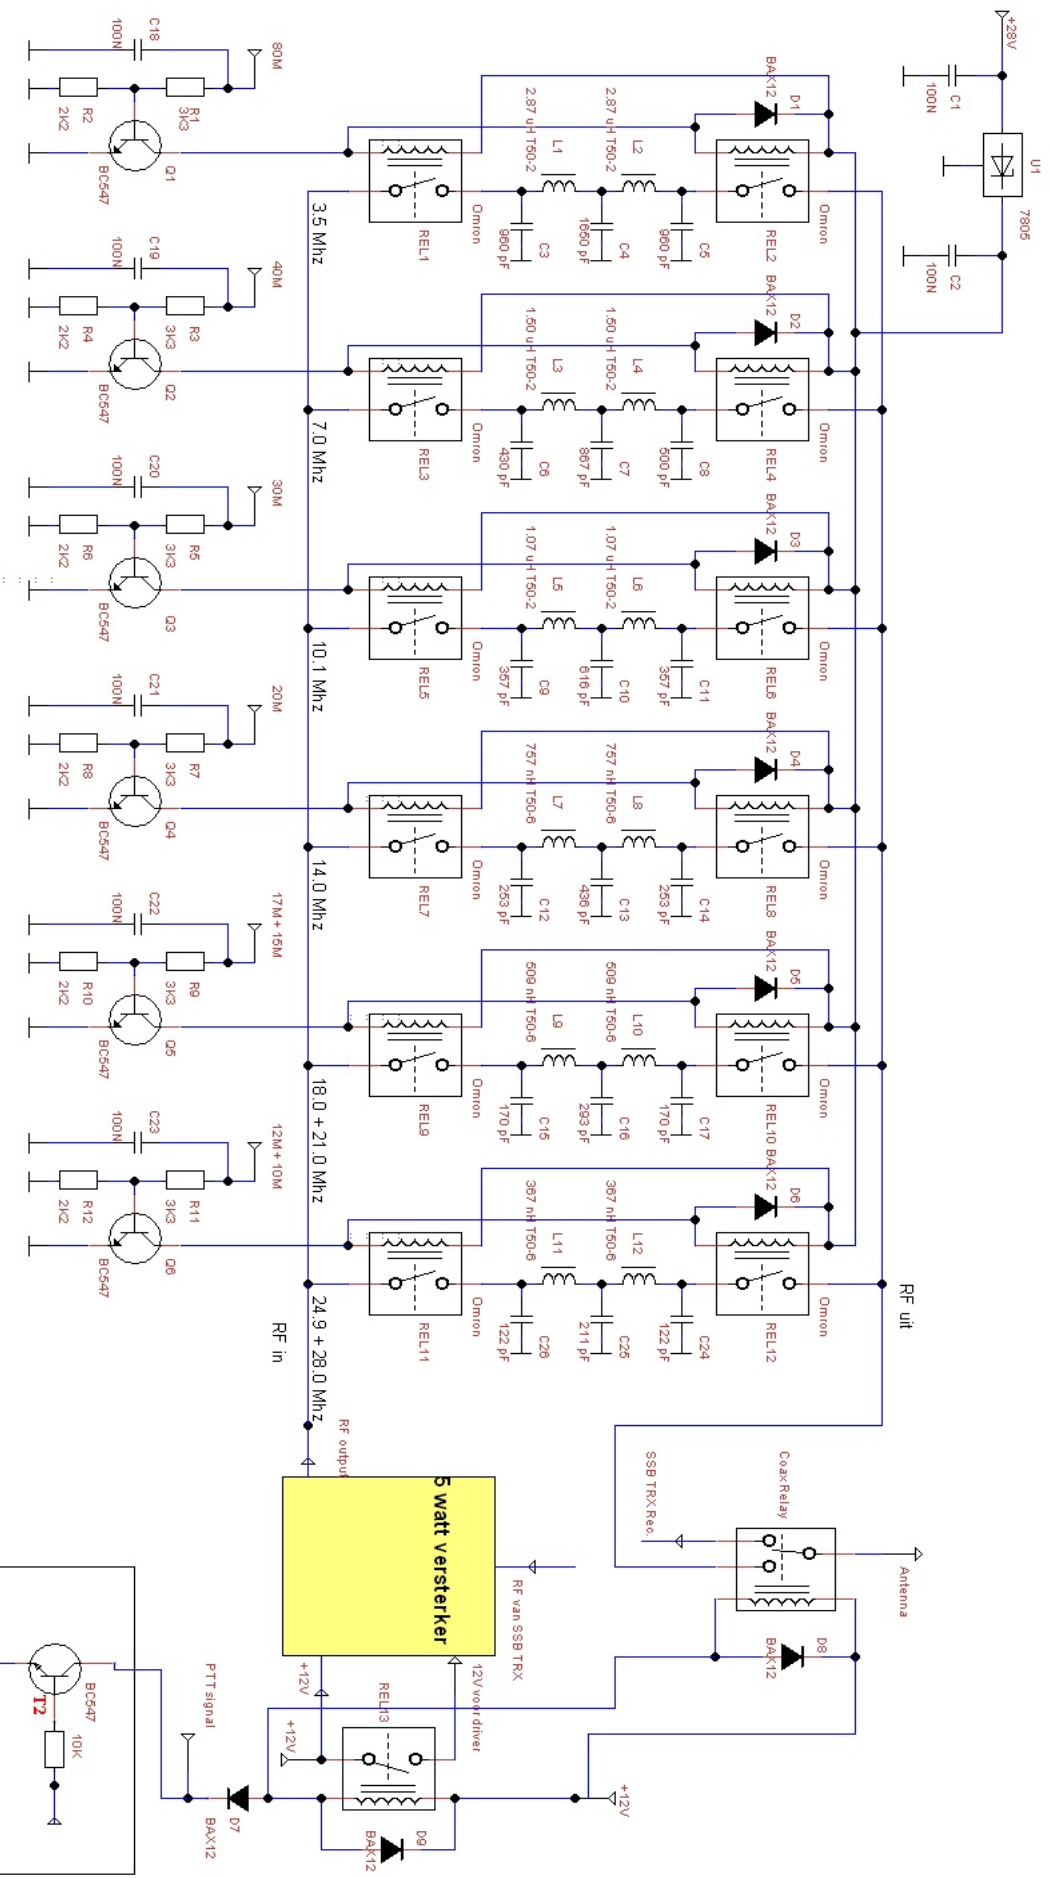 +28V
C1
100N
U1
7805
C2
100N
80M
C18
100N
R1
3K3
R2
2K2
Q1
BC547
BAX12
D1
2.87 uH T50-2
L1
2.87 uH T50-2
L2
Omron
REL1
Omron
REL2
C3
960 pF
C4
1650 pF
C5
960 pF
3.5 Mhz
40M
C19
100N
R3
3K3
R4
2K2
Q2
BC547
BAX12
D2
1.50 uH T50-2
L3
1.50 uH T50-2
L4
Omron
REL3
Omron
REL4
C6
430 pF
C7
867 pF
C8
500 pF
7.0 Mhz
30M
C20
100N
R5
3K3
R6
2K2
Q3
BC547
BAX12
D3
1.07 uH T50-2
L5
1.07 uH T50-2
L6
Omron
REL5
Omron
REL6
C9
357 pF
C10
616 pF
C11
357 pF
10.1 Mhz
20M
C21
100N
R7
3K3
R8
2K2
Q4
BC547
BAX12
D4
757 nH T50-6
L7
757 nH T50-6
L8
Omron
REL7
Omron
REL8
C12
253 pF
C13
436 pF
C14
253 pF
14.0 Mhz
17M + 15M
C22
100N
R9
3K3
R10
2K2
Q5
BC547
BAX12
D5
509 nH T50-6
L9
509 nH T50-6
L10
Omron
REL9
Omron
REL10
C15
170 pF
C16
293 pF
C17
170 pF
18.0 + 21.0 Mhz
12M + 10M
C23
100N
R11
3K3
R12
2K2
Q6
BC547
BAX12
D6
367 nH T50-6
L11
367 nH T50-6
L12
Omron
REL11
Omron
REL12
C26
122 pF
C25
211 pF
C24
122 pF
24.9 + 28.0 Mhz
RF in
RF uit
RF output
5 watt versterker
RF van SSB TRX
SSB TRX Rec.
Coax Relay
Antenna
D8
BAX12
+12V
12V voor driver
REL13
+12V
+12V
D9
BAX12
PTT signal
D7
BAX12
BC547
T2
10K